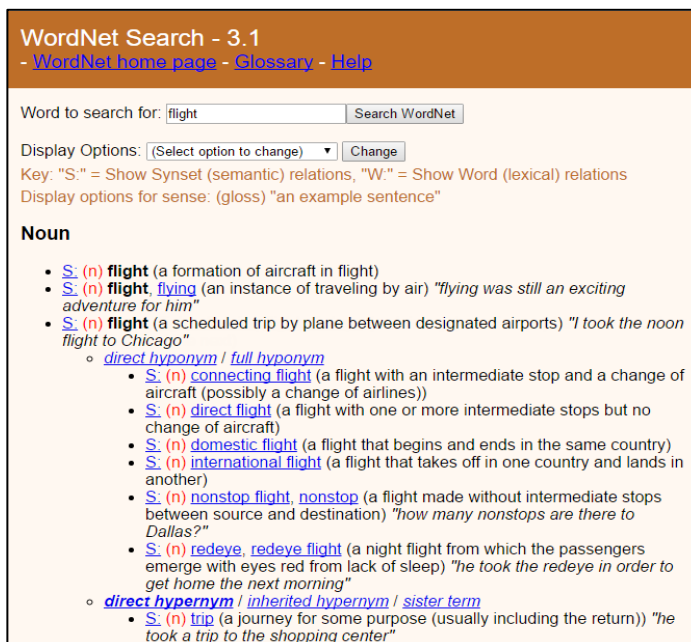 WordNet Search - 3.1
- WordNet home page - Glossary - Help
Word to search for: flight Search WordNet
Display Options: (Select option to change) Change
Key: "S:" = Show Synset (semantic) relations, "W:" = Show Word (lexical) relations
Display options for sense: (gloss) "an example sentence"
Noun
• S: (n) flight (a formation of aircraft in flight)
• S: (n) flight, flying (an instance of traveling by air) "flying was still an exciting
adventure for him"
• S: (n) flight (a scheduled trip by plane between designated airports) "I took the noon
flight to Chicago"
◦ direct hyponym / full hyponym
▪ S: (n) connecting flight (a flight with an intermediate stop and a change of
aircraft (possibly a change of airlines))
▪ S: (n) direct flight (a flight with one or more intermediate stops but no
change of aircraft)
▪ S: (n) domestic flight (a flight that begins and ends in the same country)
▪ S: (n) international flight (a flight that takes off in one country and lands in
another)
▪ S: (n) nonstop flight, nonstop (a flight made without intermediate stops
between source and destination) "how many nonstops are there to
Dallas?"
▪ S: (n) redeye, redeye flight (a night flight from which the passengers
emerge with eyes red from lack of sleep) "he took the redeye in order to
get home the next morning"
◦ direct hypernym / inherited hypernym / sister term
▪ S: (n) trip (a journey for some purpose (usually including the return)) "he
took a trip to the shopping center"